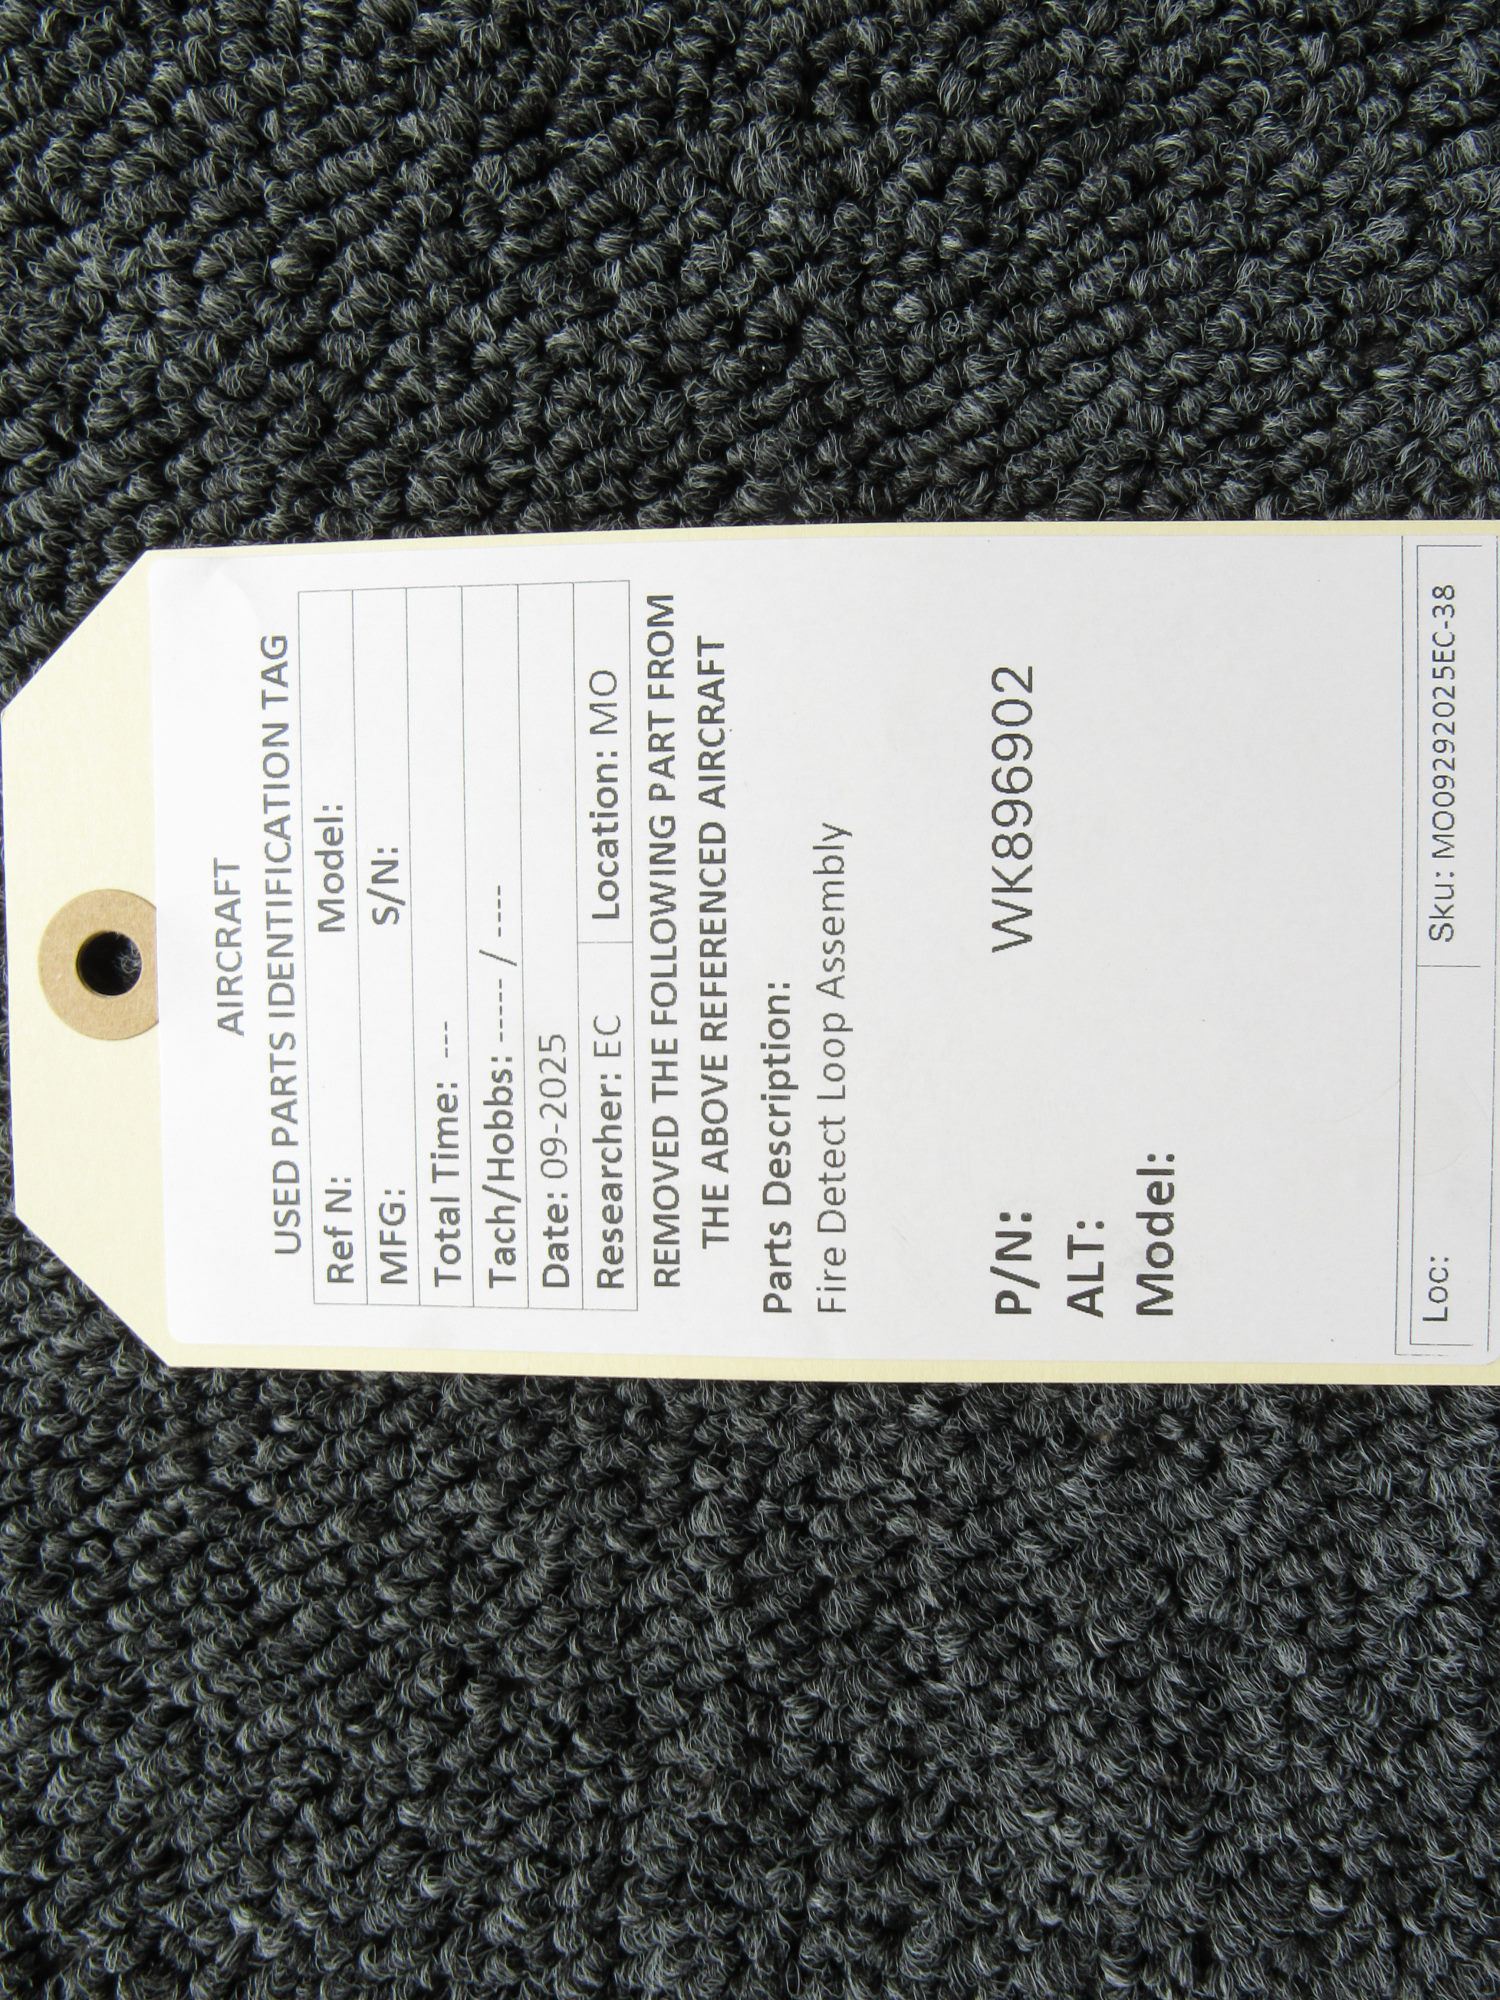 AIRCRAFT
USED PARTS IDENTIFICATION TAG
Ref N: Model:
MFG: S/N:
Total Time: ---
Tach/Hobbs: ----- / ----
Date: 09-2025
Researcher: EC Location: MO
REMOVED THE FOLLOWING PART FROM
THE ABOVE REFERENCED AIRCRAFT
Parts Description:
Fire Detect Loop Assembly
P/N: WK896902
ALT:
Model:
Loc: Sku: MO09292025EC-38